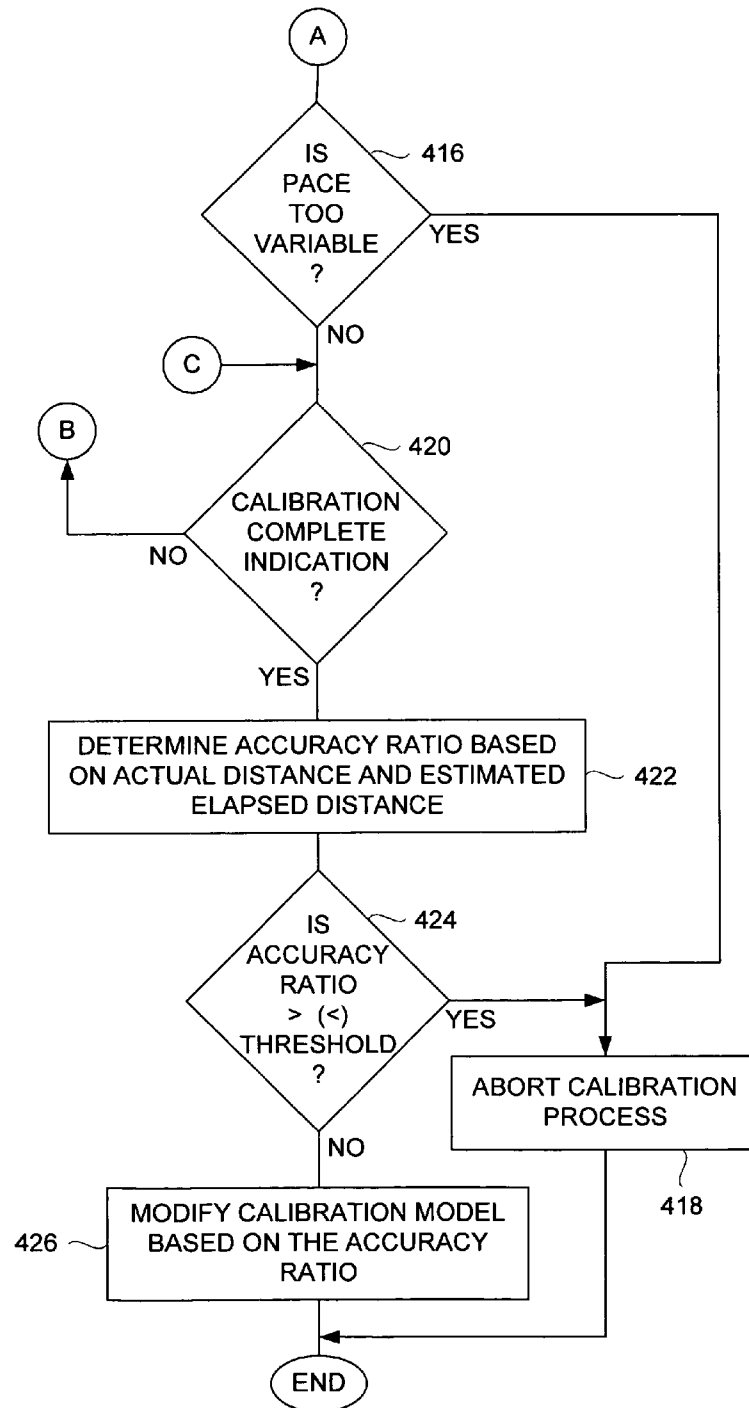 A
IS
PACE
TOO
VARIABLE
?
416
YES
NO
C
B
420
CALIBRATION
COMPLETE
INDICATION
?
NO
YES
DETERMINE ACCURACY RATIO BASED
ON ACTUAL DISTANCE AND ESTIMATED
ELAPSED DISTANCE
422
IS
ACCURACY
RATIO
> (<)
THRESHOLD
?
424
YES
NO
ABORT CALIBRATION
PROCESS
418
MODIFY CALIBRATION MODEL
BASED ON THE ACCURACY
RATIO
426
END